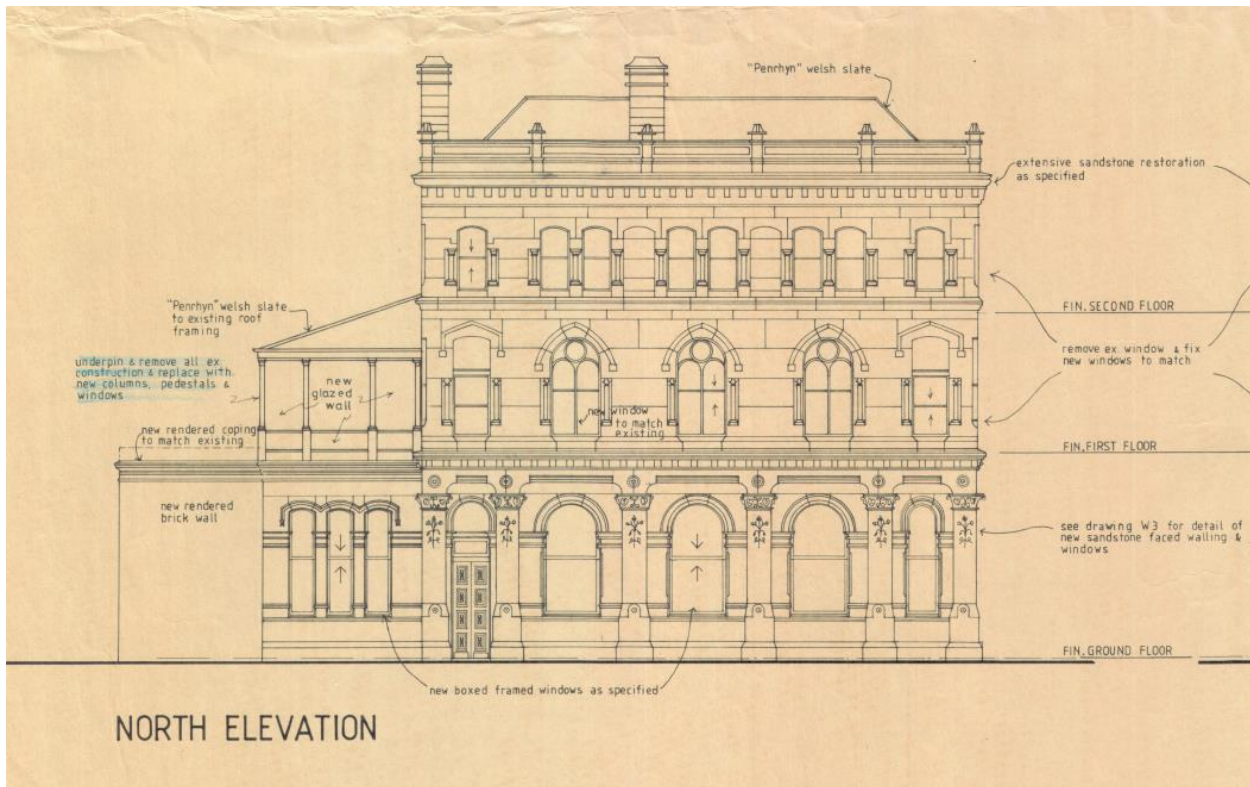 "Penrhyn" welsh slate
extensive sandstone restoration
as specified
"Penrhyn" welsh slate
to existing roof
framing
FIN. SECOND FLOOR
underpin & remove all ex
construction & replace with
new columns, pedestals &
windows
new
glazed
wall
remove ex window & fix
new windows to match
new window
to match
existing
new rendered coping
to match existing
FIN. FIRST FLOOR
new rendered
brick wall
see drawing W3 for detail of
new sandstone faced walling &
windows
FIN. GROUND FLOOR
new boxed framed windows as specified
NORTH ELEVATION